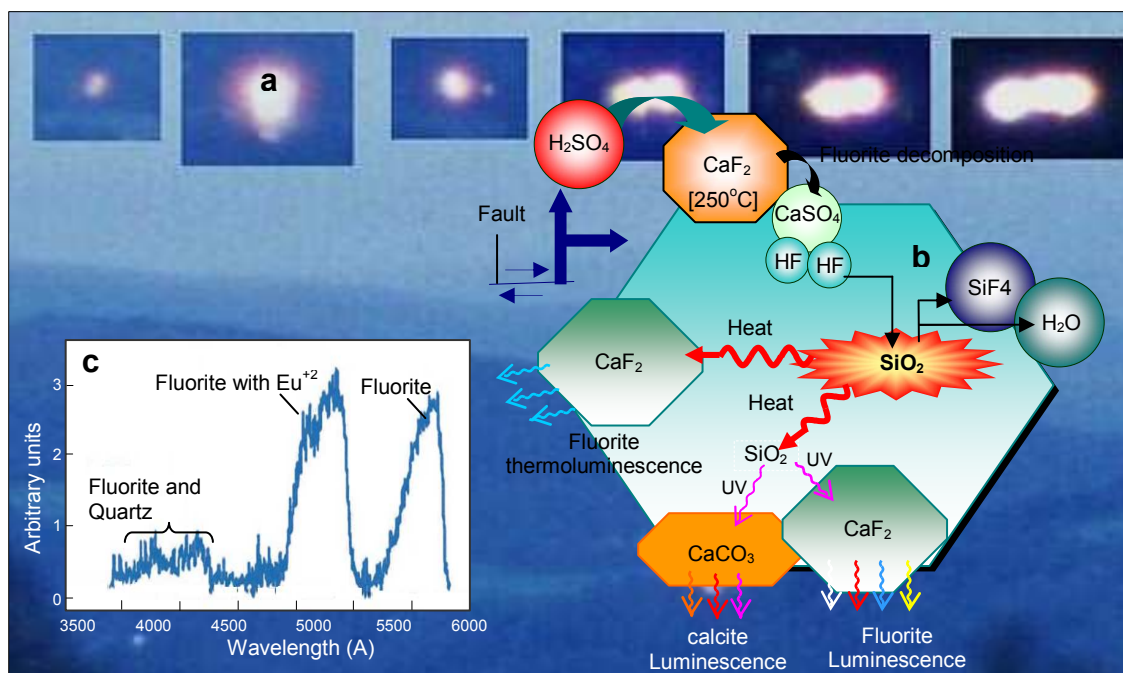 a
H₂SO₄
CaF₂
[250°C]
Fluorite decomposition
CaSO₄
HF HF
Fault
b
SiF4
H₂O
Heat
CaF₂
SiO₂
Heat
Fluorite
thermoluminescence
SiO₂
UV
UV
CaCO₃
CaF₂
calcite
Luminescence
Fluorite
Luminescence
c
Fluorite with Eu⁺²
Fluorite
Fluorite and
Quartz
Arbitrary units
3
2
1
0
3500 4000 4500 5000 5500 6000
Wavelength (A)